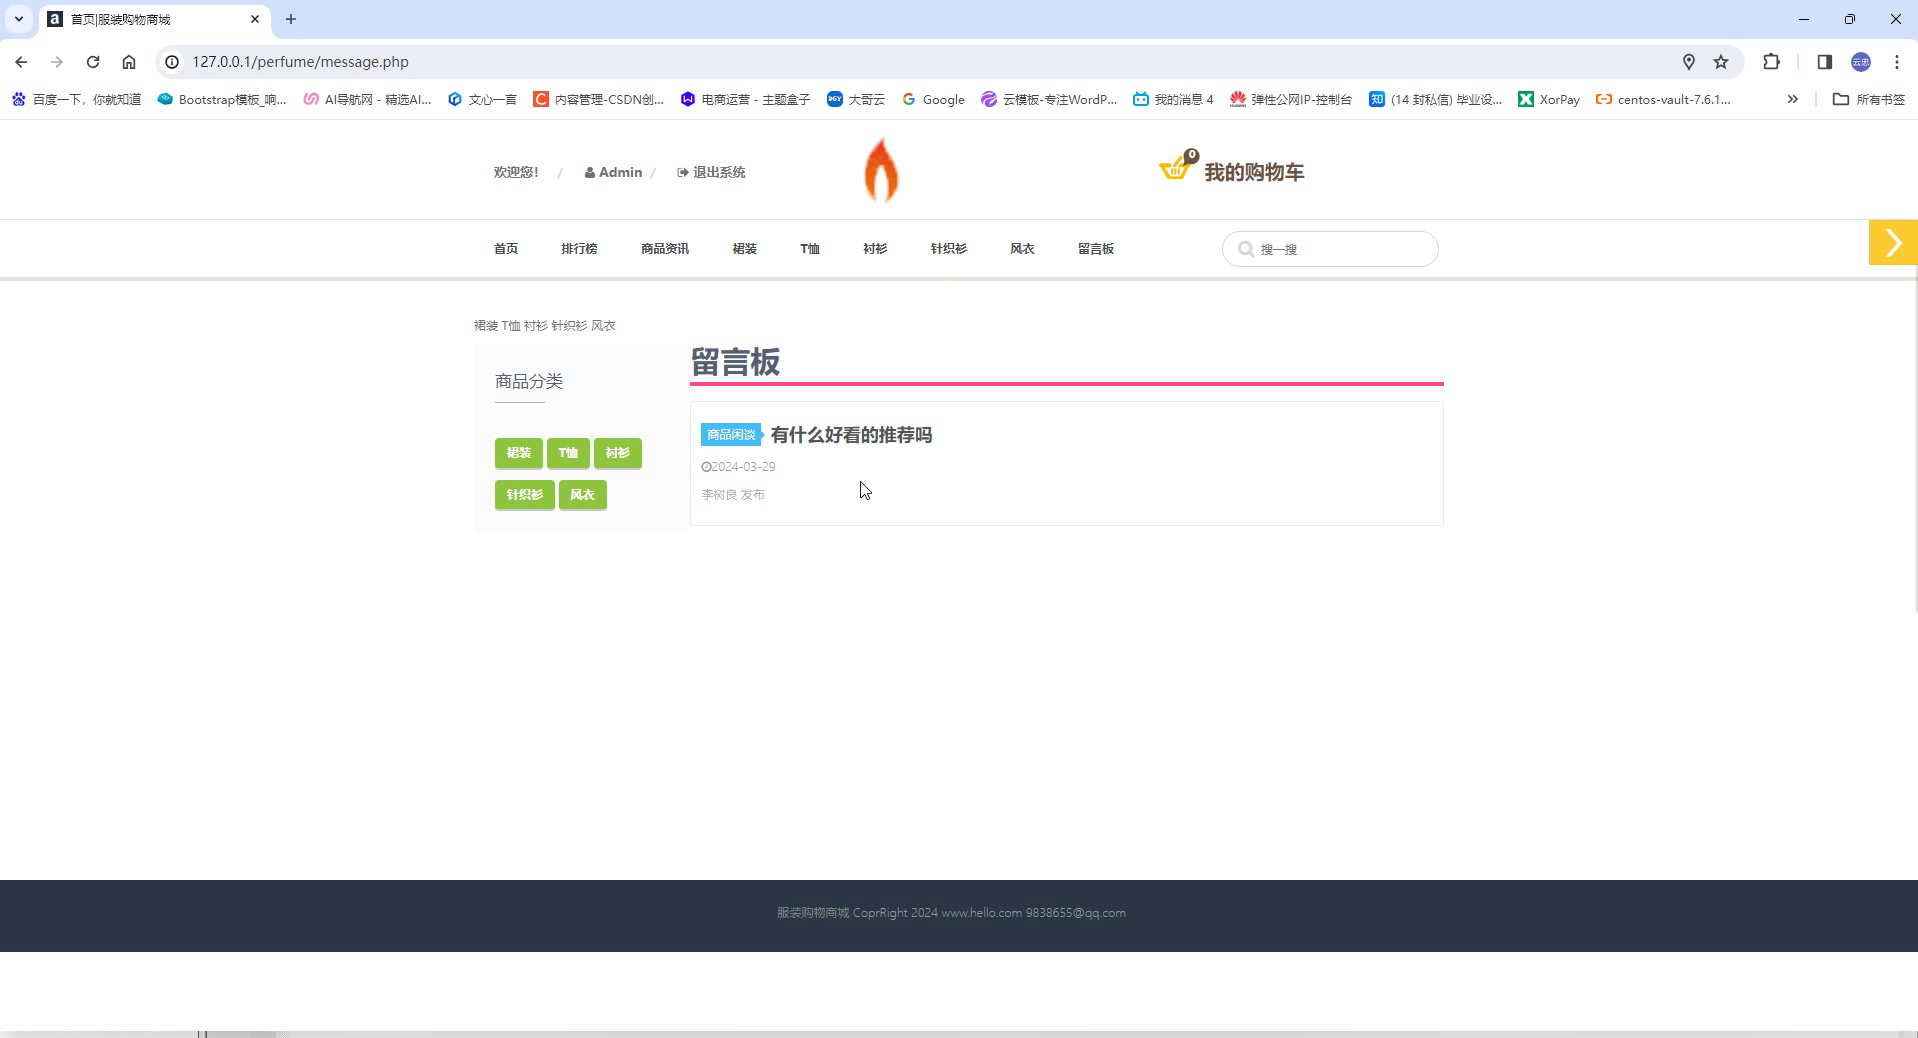 首页|服装购物商城
127.0.0.1/perfume/message.php
百度一下，你就知道 Bootstrap模板_响... AI导航网 - 精选AI... 文心一言 内容管理-CSDN创... 电商运营 - 主题盒子 大哥云 Google 云模板-专注WordP... 我的消息 4 弹性公网IP-控制台 (14 封私信) 毕业设... XorPay centos-vault-7.6.1... » 所有书签
欢迎您! / Admin / 退出系统 0 我的购物车
首页 排行榜 商品资讯 裙装 T恤 衬衫 针织衫 风衣 留言板 搜一搜
裙装 T恤 衬衫 针织衫 风衣
留言板
商品分类
裙装 T恤 衬衫
针织衫 风衣
商品闲谈 有什么好看的推荐吗
2024-03-29
李树良 发布
服装购物商城 CoprRight 2024 www.hello.com 9838655@qq.com